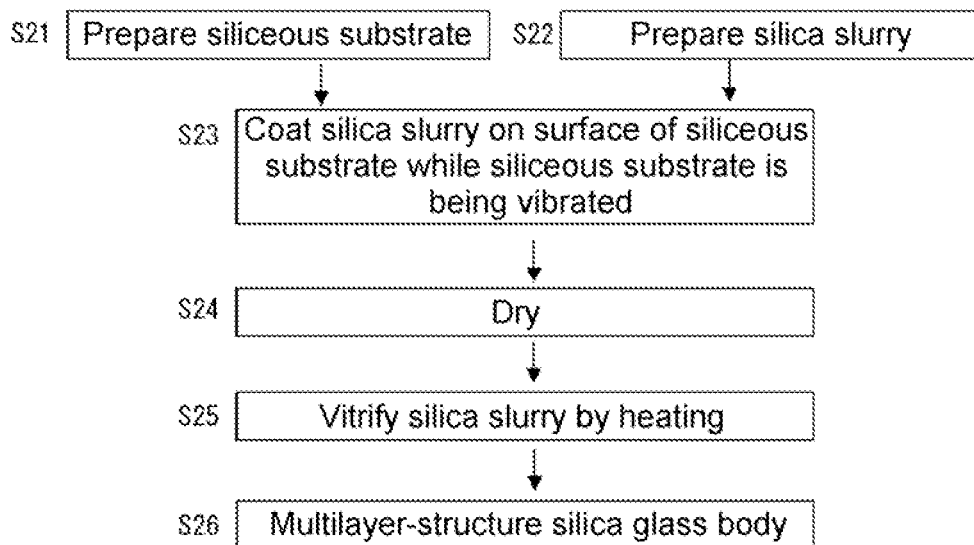 S21 Prepare siliceous substrate S22 Prepare silica slurry
S23 Coat silica slurry on surface of siliceous
substrate while siliceous substrate is
being vibrated
S24 Dry
S25 Vitrify silica slurry by heating
S26 Multilayer-structure silica glass body